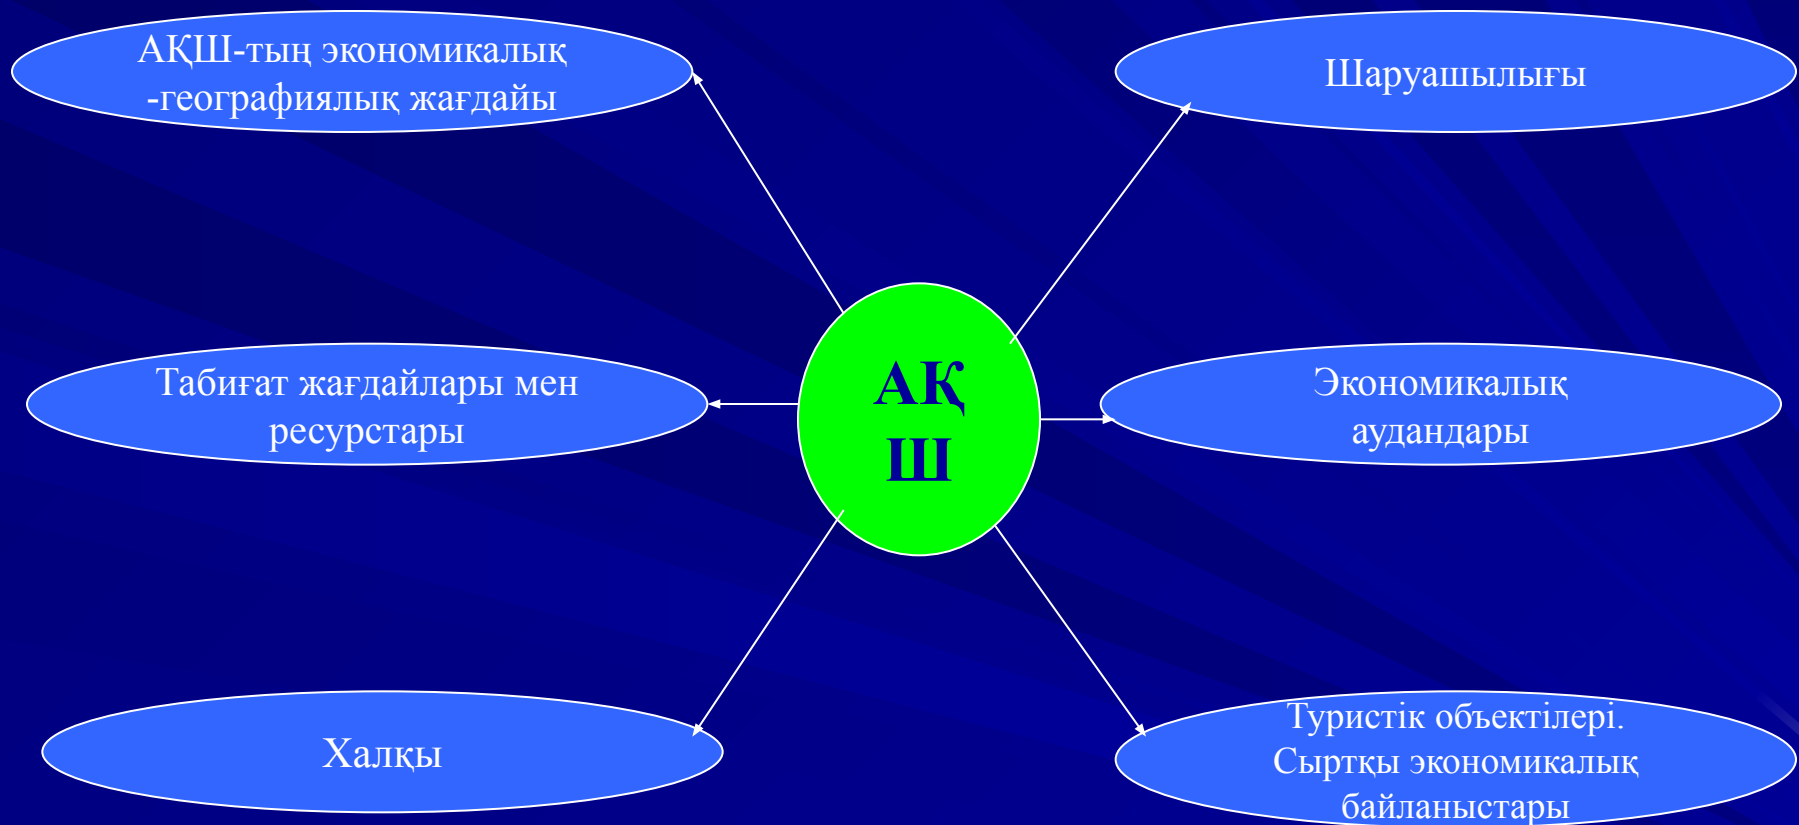 АҚШ-тың экономикалық
-географиялық жағдайы
Шаруашылығы
АҚ
Ш
Табиғат жағдайлары мен
ресурстары
Экономикалық
аудандары
Халқы
Туристік объектілері.
Сыртқы экономикалық
байланыстары